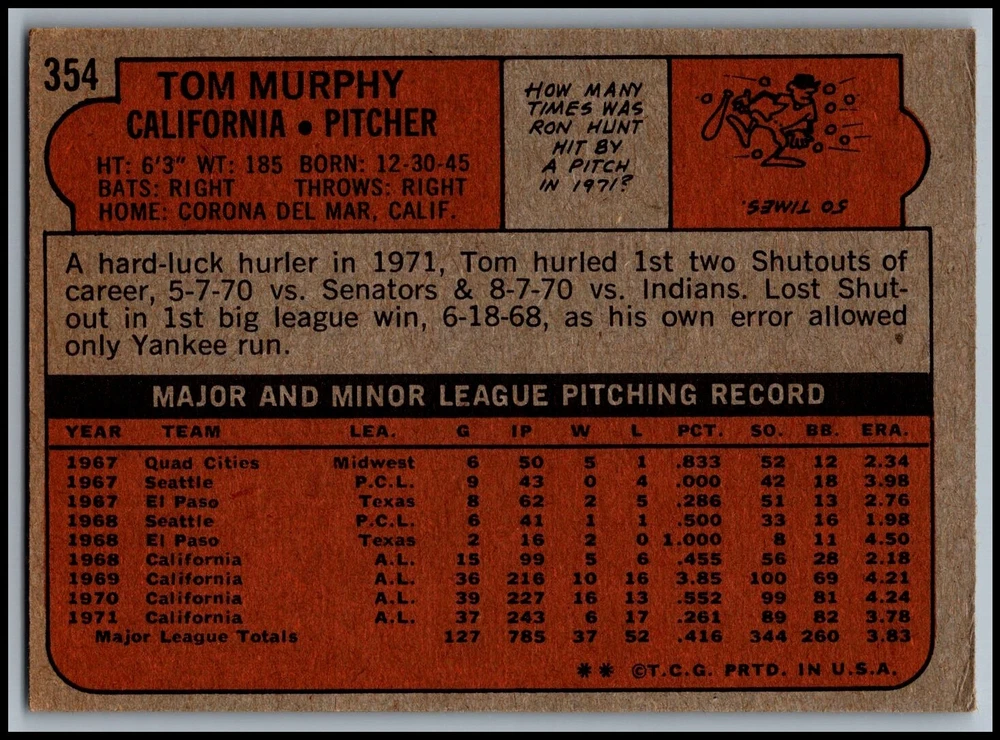 354
TOM MURPHY
CALIFORNIA • PITCHER
HT: 6'3" WT: 185 BORN: 12-30-45
BATS: RIGHT THROWS: RIGHT
HOME: CORONA DEL MAR, CALIF.
HOW MANY
TIMES WAS
RON HUNT
HIT BY
A PITCH
IN 1971?
50 TIMES.
A hard-luck hurler in 1971, Tom hurled 1st two Shutouts of
career, 5-7-70 vs. Senators & 8-7-70 vs. Indians. Lost Shut-
out in 1st big league win, 6-18-68, as his own error allowed
only Yankee run.
MAJOR AND MINOR LEAGUE PITCHING RECORD
YEAR TEAM LEA. G IP W L PCT. SO. BB. ERA.
1967 Quad Cities Midwest 6 50 5 1 .833 52 12 2.34
1967 Seattle P.C.L. 9 43 0 4 .000 42 18 3.98
1967 El Paso Texas 8 62 2 5 .286 51 13 2.76
1968 Seattle P.C.L. 6 41 1 1 .500 33 16 1.98
1968 El Paso Texas 2 16 2 0 1.000 8 11 4.50
1968 California A.L. 15 99 5 6 .455 56 28 2.18
1969 California A.L. 36 216 10 16 3.85 100 69 4.21
1970 California A.L. 39 227 16 13 .552 99 81 4.24
1971 California A.L. 37 243 6 17 .261 89 82 3.78
Major League Totals 127 785 37 52 .416 344 260 3.83
** ©T.C.G. PRTD. IN U.S.A.